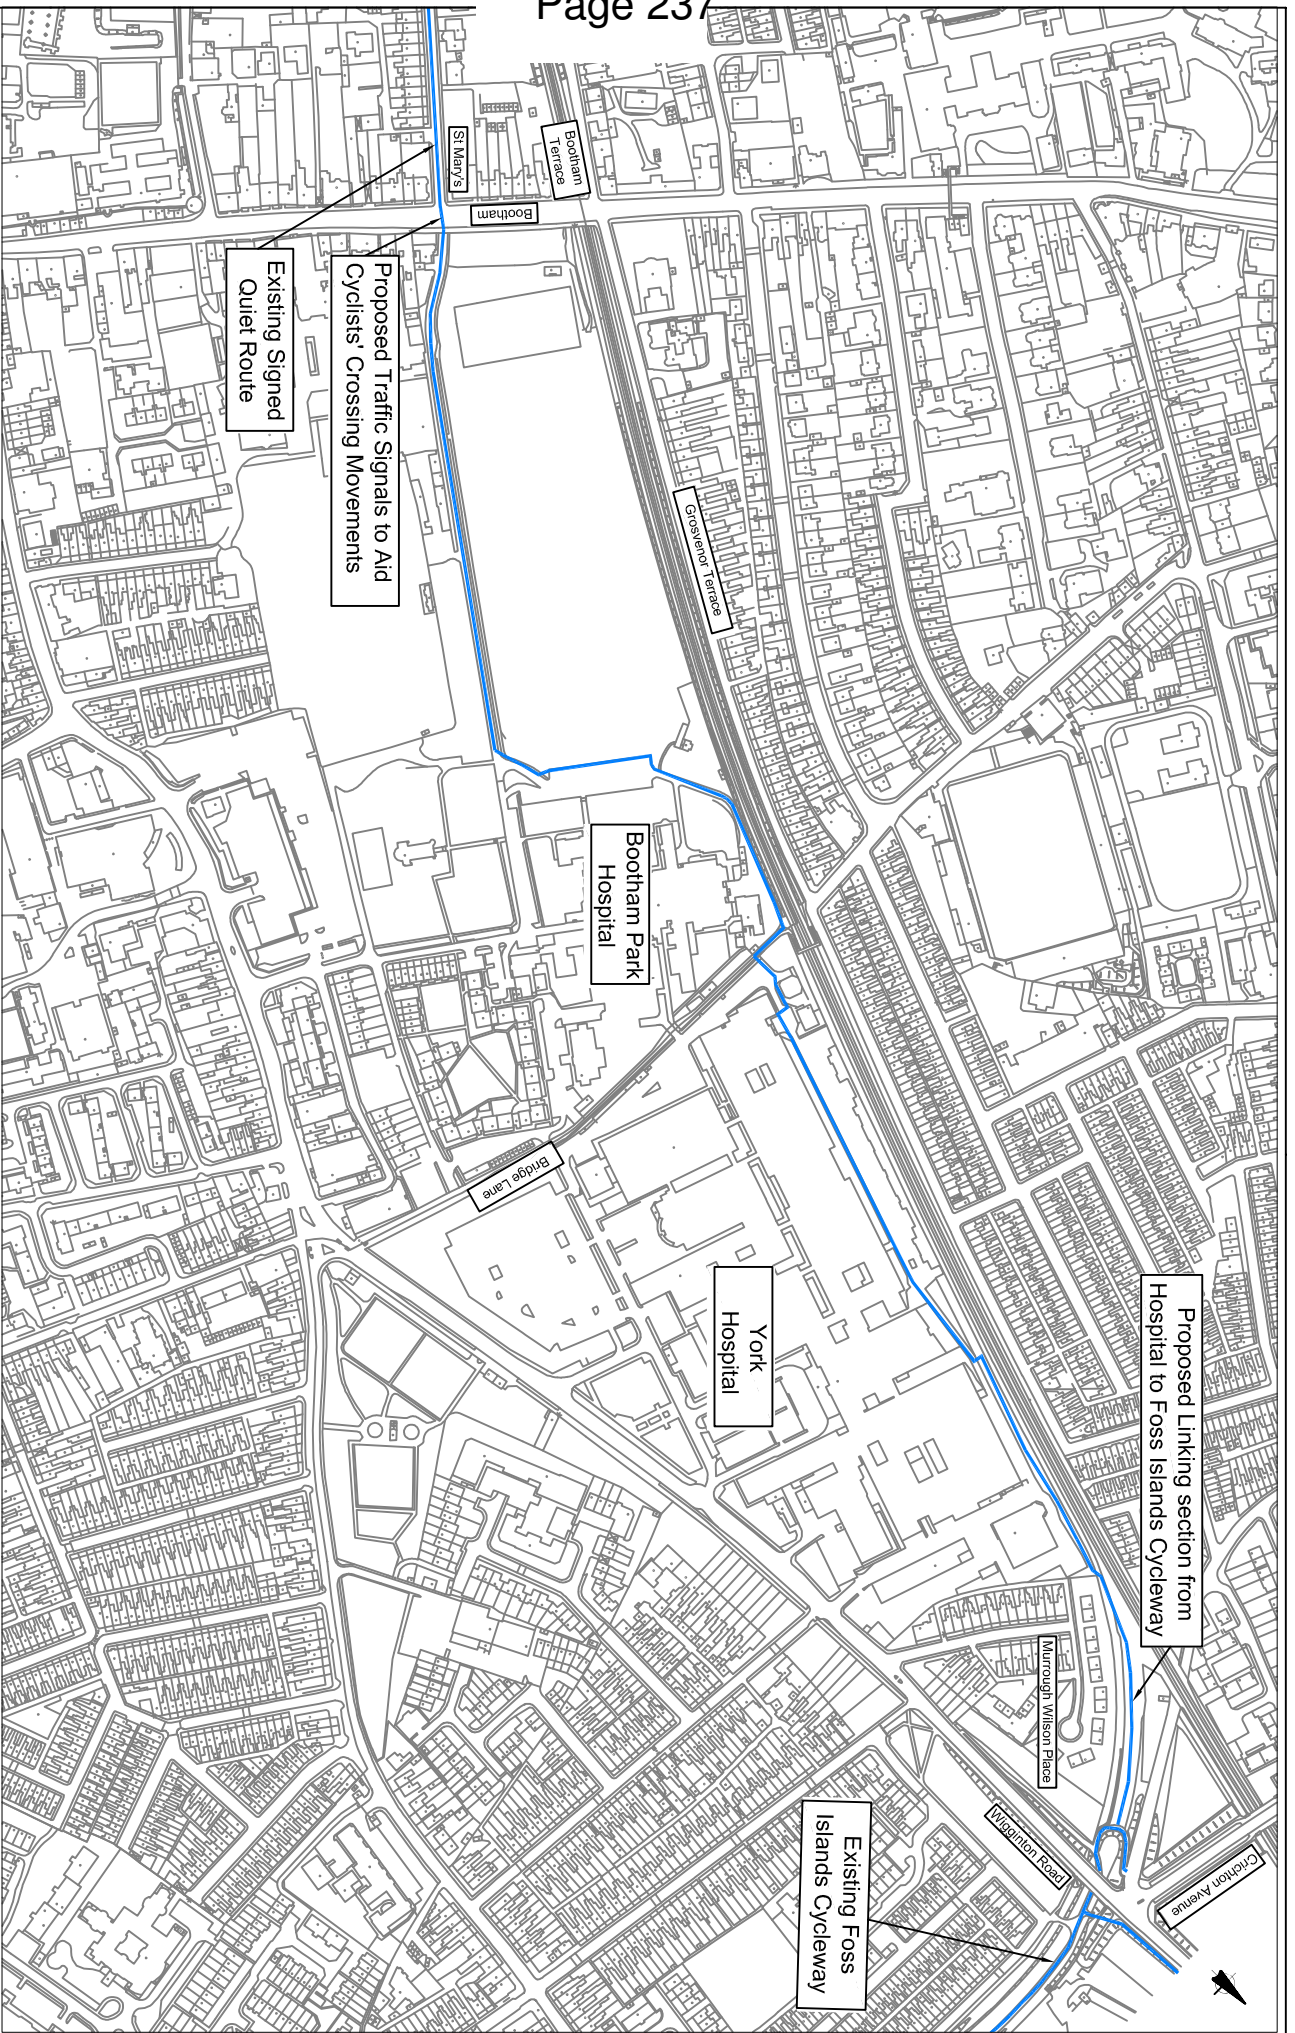 Page 237
St Mary's
Bootham
Terrace
Bootham
Existing Signed
Quiet Route
Proposed Traffic Signals to Aid
Cyclists' Crossing Movements
Grosvenor Terrace
Bootham Park
Hospital
Bridge Lane
York
Hospital
Proposed Linking section from
Hospital to Foss Islands Cycleway
Murrough Wilson Place
Wigginton Road
Crichton Avenue
Existing Foss
Islands Cycleway